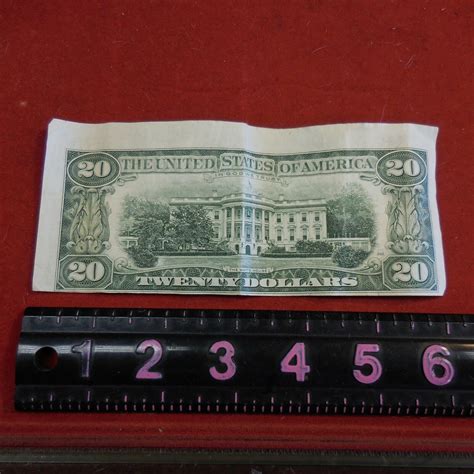 20 THE UNITED STATES OF AMERICA 20
IN GOD WE TRUST
THE WHITE HOUSE
20 TWENTY DOLLARS 20
1 2 3 4 5 6